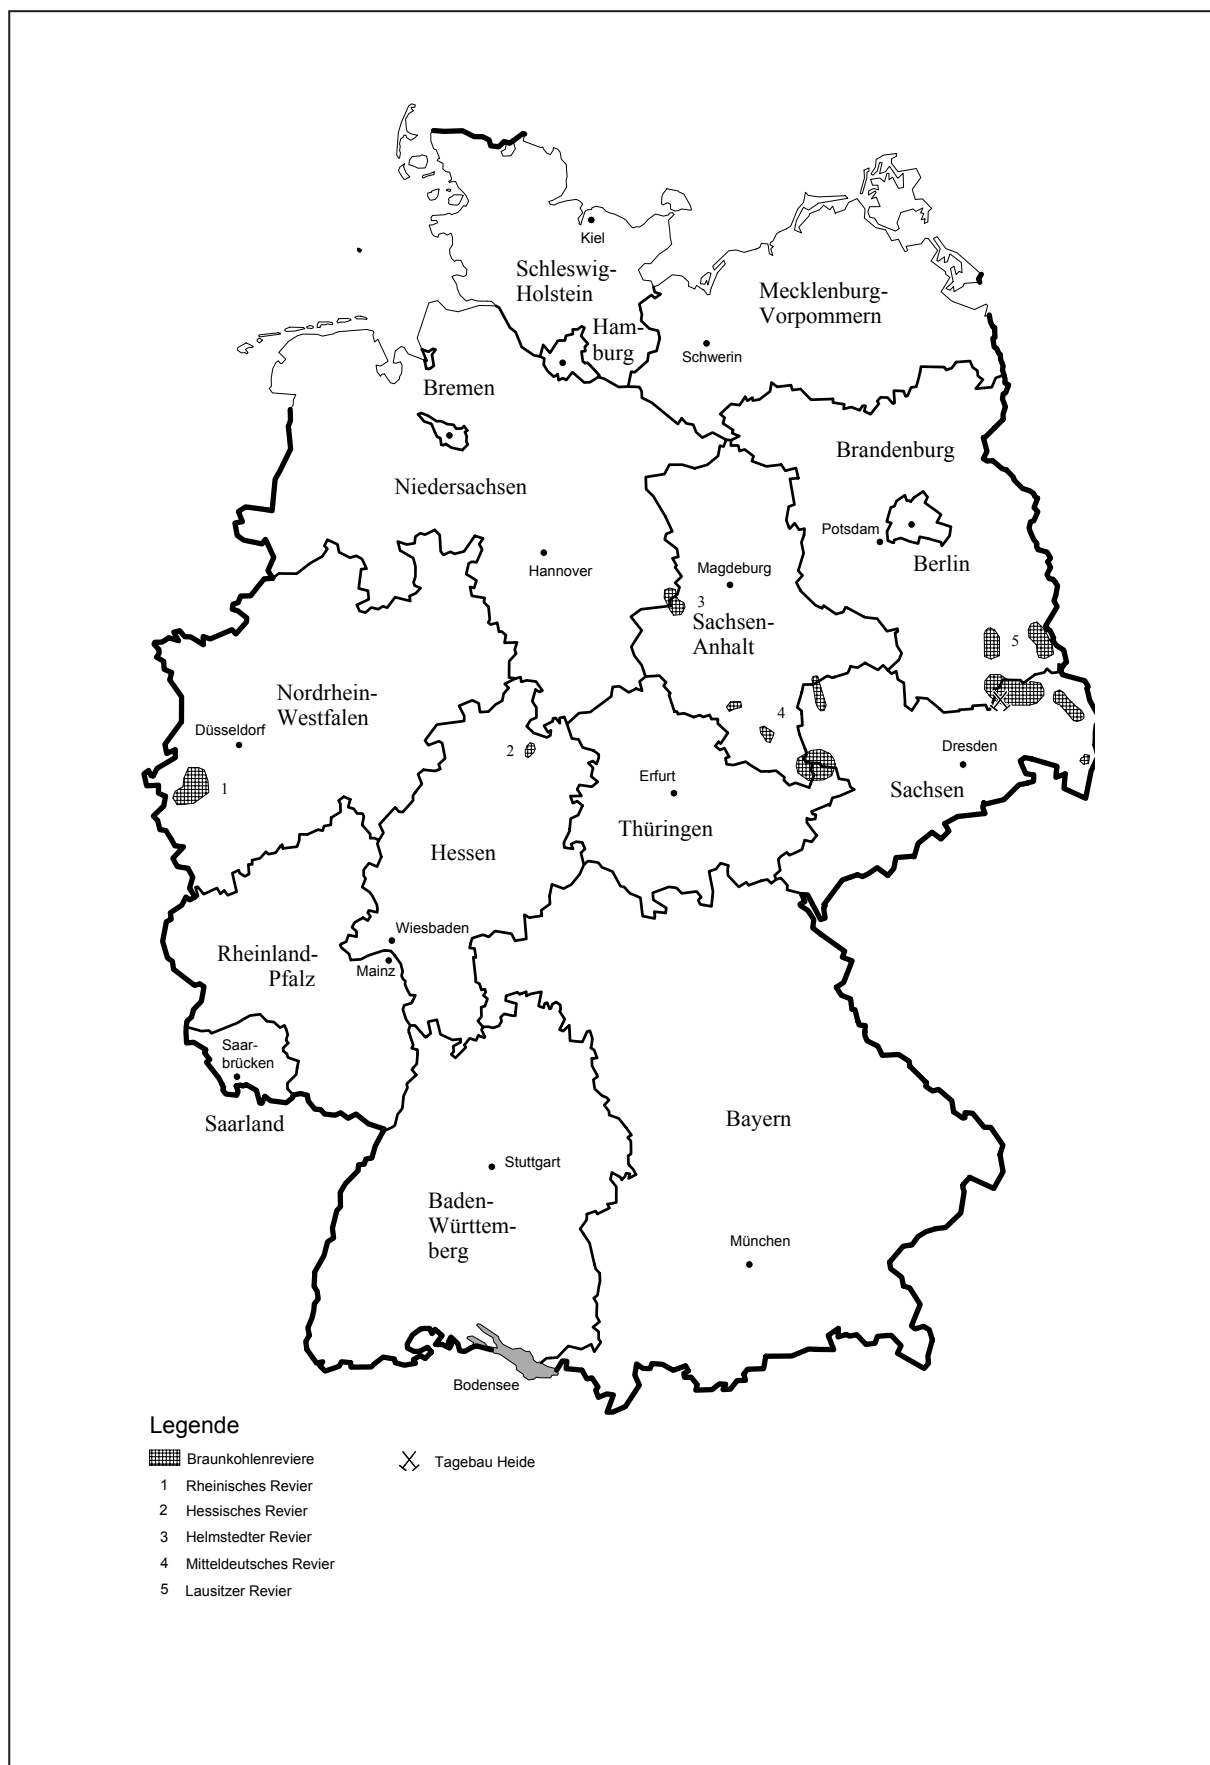 Kiel
Schleswig-
Holstein
Mecklenburg-
Vorpommern
Ham-
burg
Schwerin
Bremen
Brandenburg
Niedersachsen
Potsdam
Hannover
Berlin
Magdeburg
3
Sachsen-
Anhalt
5
Nordrhein-
Westfalen
4
Düsseldorf
2
Dresden
Erfurt
1
Sachsen
Thüringen
Hessen
Wiesbaden
Rheinland-
Pfalz
Mainz
Saar-
brücken
Saarland
Bayern
Stuttgart
Baden-
Württem-
berg
München
Bodensee
Legende
Braunkohlenreviere
Tagebau Heide
1 Rheinisches Revier
2 Hessisches Revier
3 Helmstedter Revier
4 Mitteldeutsches Revier
5 Lausitzer Revier